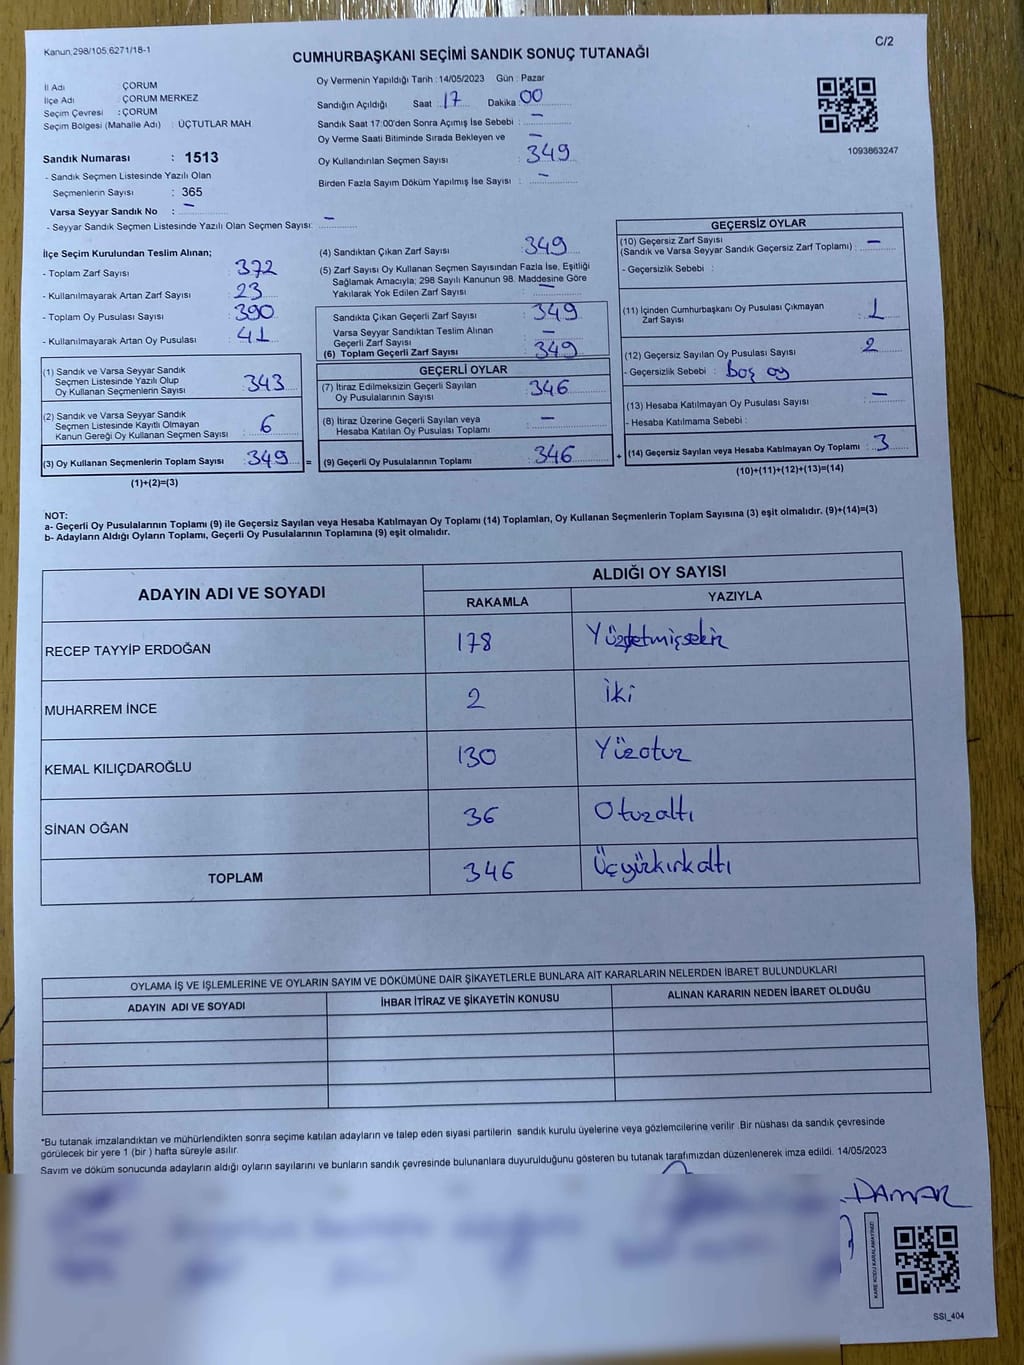 Kanun,298/105,6271/18-1
C/2
CUMHURBAŞKANI SEÇİMİ SANDIK SONUÇ TUTANAĞI
İl Adı : ÇORUM
İlçe Adı : ÇORUM MERKEZ
Seçim Çevresi : ÇORUM
Seçim Bölgesi (Mahalle Adı) : ÜÇTUTLAR MAH.
Sandık Numarası : 1513
- Sandık Seçmen Listesinde Yazılı Olan
Seçmenlerin Sayısı : 365
Varsa Seyyar Sandık No : –
- Seyyar Sandık Seçmen Listesinde Yazılı Olan Seçmen Sayısı: –
Oy Vermenin Yapıldığı Tarih : 14/05/2023 Gün : Pazar
Sandığın Açıldığı Saat 17 Dakika 00
Sandık Saat 17:00'den Sonra Açımış İse Sebebi : –
Oy Verme Saati Bitiminde Sırada Bekleyen ve –
Oy Kullandırılan Seçmen Sayısı : 349
Birden Fazla Sayım Döküm Yapılmış İse Sayısı : –
1093863247
İlçe Seçim Kurulundan Teslim Alınan;
- Toplam Zarf Sayısı : 372
- Kullanılmayarak Artan Zarf Sayısı : 23
- Toplam Oy Pusulası Sayısı : 390
- Kullanılmayarak Artan Oy Pusulası : 41
(1) Sandık ve Varsa Seyyar Sandık
Seçmen Listesinde Yazılı Olup
Oy Kullanan Seçmenlerin Sayısı : 343
(2) Sandık ve Varsa Seyyar Sandık
Seçmen Listesinde Kayıtlı Olmayan
Kanun Gereği Oy Kullanan Seçmen Sayısı : 6
(3) Oy Kullanan Seçmenlerin Toplam Sayısı : 349
(1)+(2)=(3)
(4) Sandıktan Çıkan Zarf Sayısı : 349
(5) Zarf Sayısı Oy Kullanan Seçmen Sayısından Fazla İse, Eşitliği
Sağlamak Amacıyla; 298 Sayılı Kanunun 98. Maddesine Göre
Yakılarak Yok Edilen Zarf Sayısı : –
Sandıkta Çıkan Geçerli Zarf Sayısı : 349
Varsa Seyyar Sandıktan Teslim Alınan
Geçerli Zarf Sayısı : –
(6) Toplam Geçerli Zarf Sayısı : 349
GEÇERLİ OYLAR
(7) İtiraz Edilmeksizin Geçerli Sayılan
Oy Pusulalarının Sayısı : 346
(8) İtiraz Üzerine Geçerli Sayılan veya
Hesaba Katılan Oy Pusulası Toplamı : –
=
(9) Geçerli Oy Pusulalarının Toplamı : 346
+
GEÇERSİZ OYLAR
(10) Geçersiz Zarf Sayısı
(Sandık ve Varsa Seyyar Sandık Geçersiz Zarf Toplamı) : –
- Geçersizlik Sebebi :
(11) İçinden Cumhurbaşkanı Oy Pusulası Çıkmayan
Zarf Sayısı : 1
(12) Geçersiz Sayılan Oy Pusulası Sayısı : 2
- Geçersizlik Sebebi : boş oy
(13) Hesaba Katılmayan Oy Pusulası Sayısı : –
- Hesaba Katılmama Sebebi :
(14) Geçersiz Sayılan veya Hesaba Katılmayan Oy Toplamı : 3
(10)+(11)+(12)+(13)=(14)
NOT:
a- Geçerli Oy Pusulalarının Toplamı (9) ile Geçersiz Sayılan veya Hesaba Katılmayan Oy Toplamı (14) Toplamları, Oy Kullanan Seçmenlerin Toplam Sayısına (3) eşit olmalıdır. (9)+(14)=(3)
b- Adayların Aldığı Oyların Toplamı, Geçerli Oy Pusulalarının Toplamına (9) eşit olmalıdır.
ADAYIN ADI VE SOYADI
ALDIĞI OY SAYISI
RAKAMLA YAZIYLA
RECEP TAYYİP ERDOĞAN 178 Yüzyetmişsekiz
MUHARREM İNCE 2 İki
KEMAL KILIÇDAROĞLU 130 Yüzotuz
SİNAN OĞAN 36 Otuzaltı
TOPLAM 346 Üçyüzkırkaltı
OYLAMA İŞ VE İŞLEMLERİNE VE OYLARIN SAYIM VE DÖKÜMÜNE DAİR ŞİKAYETLERLE BUNLARA AİT KARARLARIN NELERDEN İBARET BULUNDUKLARI
ADAYIN ADI VE SOYADI İHBAR İTİRAZ VE ŞİKAYETİN KONUSU ALINAN KARARIN NEDEN İBARET OLDUĞU
*Bu tutanak imzalandıktan ve mühürlendikten sonra seçime katılan adayların ve talep eden siyasi partilerin sandık kurulu üyelerine veya gözlemcilerine verilir .Bir nüshası da sandık çevresinde
görülecek bir yere 1 (bir ) hafta süreyle asılır.
Sayım ve döküm sonucunda adayların aldığı oyların sayılarını ve bunların sandık çevresinde bulunanlara duyurulduğunu gösteren bu tutanak tarafımızdan düzenlenerek imza edildi. 14/05/2023
DAMAR
KARE KODU KARALAMAYINIZ!
SSI_404